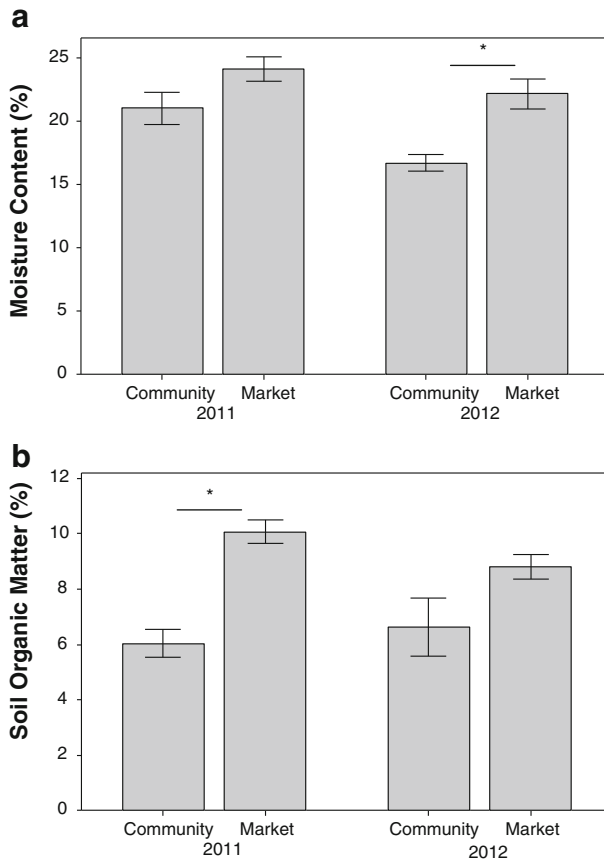 a
Moisture Content (%)
25
20
15
10
5
0
*
Community Market Community Market
2011 2012
b
Soil Organic Matter (%)
12
10
8
6
4
2
0
*
Community Market Community Market
2011 2012